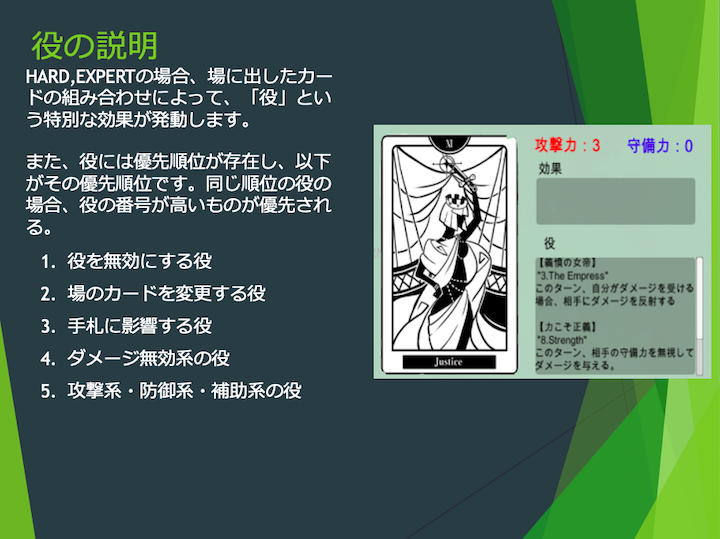 役の説明
HARD,EXPERTの場合、場に出したカー
ドの組み合わせによって、「役」とい
う特別な効果が発動します。
また、役には優先順位が存在し、以下
がその優先順位です。同じ順位の役の
場合、役の番号が高いものが優先され
る。
1. 役を無効にする役
2. 場のカードを変更する役
3. 手札に影響する役
4. ダメージ無効系の役
5. 攻撃系・防御系・補助系の役
XI
Justice
攻撃力：3 守備力：0
効果
役
【義憤の女帝】
"3.The Empress"
このターン、自分がダメージを受ける
場合、相手にダメージを反射する
【力こそ正義】
"8.Strength"
このターン、相手の守備力を無視して
ダメージを与える。